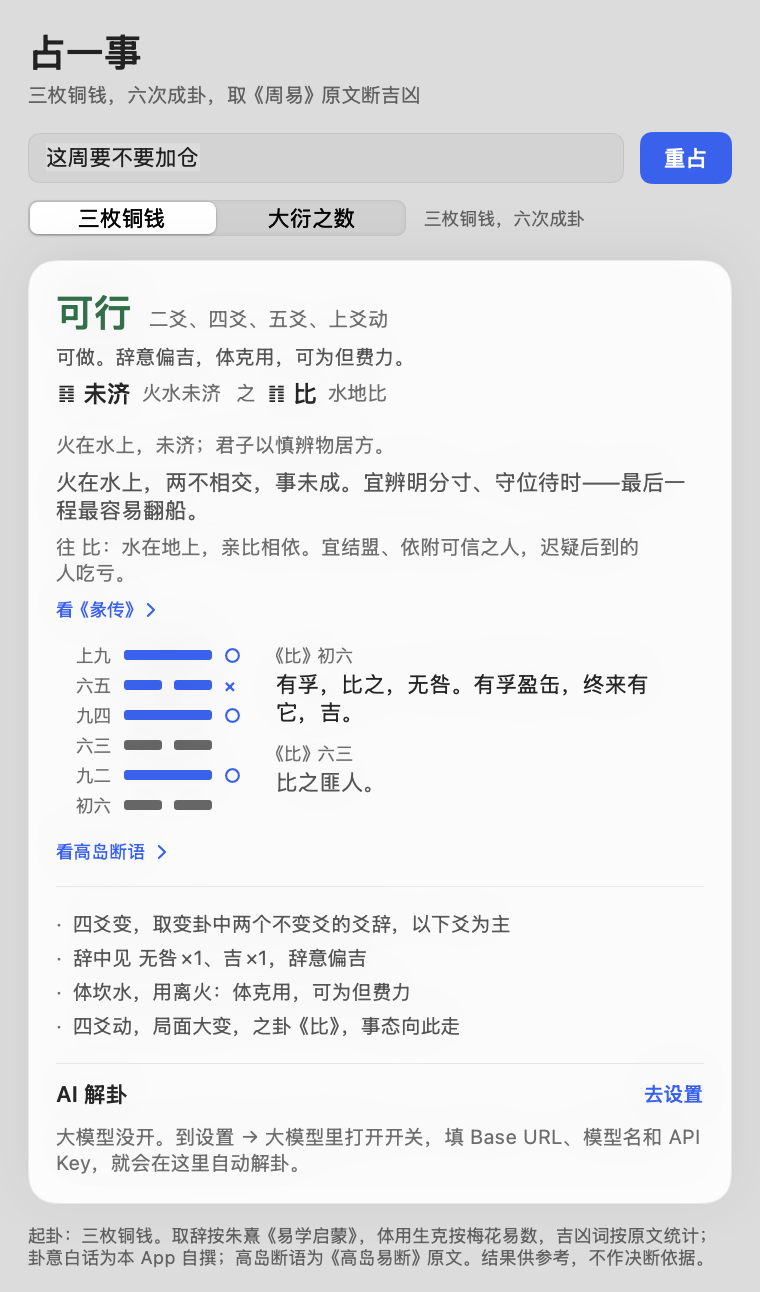 占一事
三枚铜钱，六次成卦，取《周易》原文断吉凶
这周要不要加仓
重占
三枚铜钱
大衍之数
三枚铜钱，六次成卦
可行 二爻、四爻、五爻、上爻动
可做。辞意偏吉，体克用，可为但费力。
䷿ 未济 火水未济 之 ䷇ 比 水地比
火在水上，未济；君子以慎辨物居方。
火在水上，两不相交，事未成。宜辨明分寸、守位待时——最后一
程最容易翻船。
往 比：水在地上，亲比相依。宜结盟、依附可信之人，迟疑后到的
人吃亏。
看《彖传》 >
上九 ○
六五 ×
九四 ○
六三
九二 ○
初六
《比》初六
有孚，比之，无咎。有孚盈缶，终来有
它，吉。
《比》六三
比之匪人。
看高岛断语 >
· 四爻变，取变卦中两个不变爻的爻辞，以下爻为主
· 辞中见 无咎×1、吉×1，辞意偏吉
· 体坎水，用离火：体克用，可为但费力
· 四爻动，局面大变，之卦《比》，事态向此走
AI 解卦
去设置
大模型没开。到设置 → 大模型里打开开关，填 Base URL、模型名和 API
Key，就会在这里自动解卦。
起卦：三枚铜钱。取辞按朱熹《易学启蒙》，体用生克按梅花易数，吉凶词按原文统计；
卦意白话为本 App 自撰；高岛断语为《高岛易断》原文。结果供参考，不作决断依据。